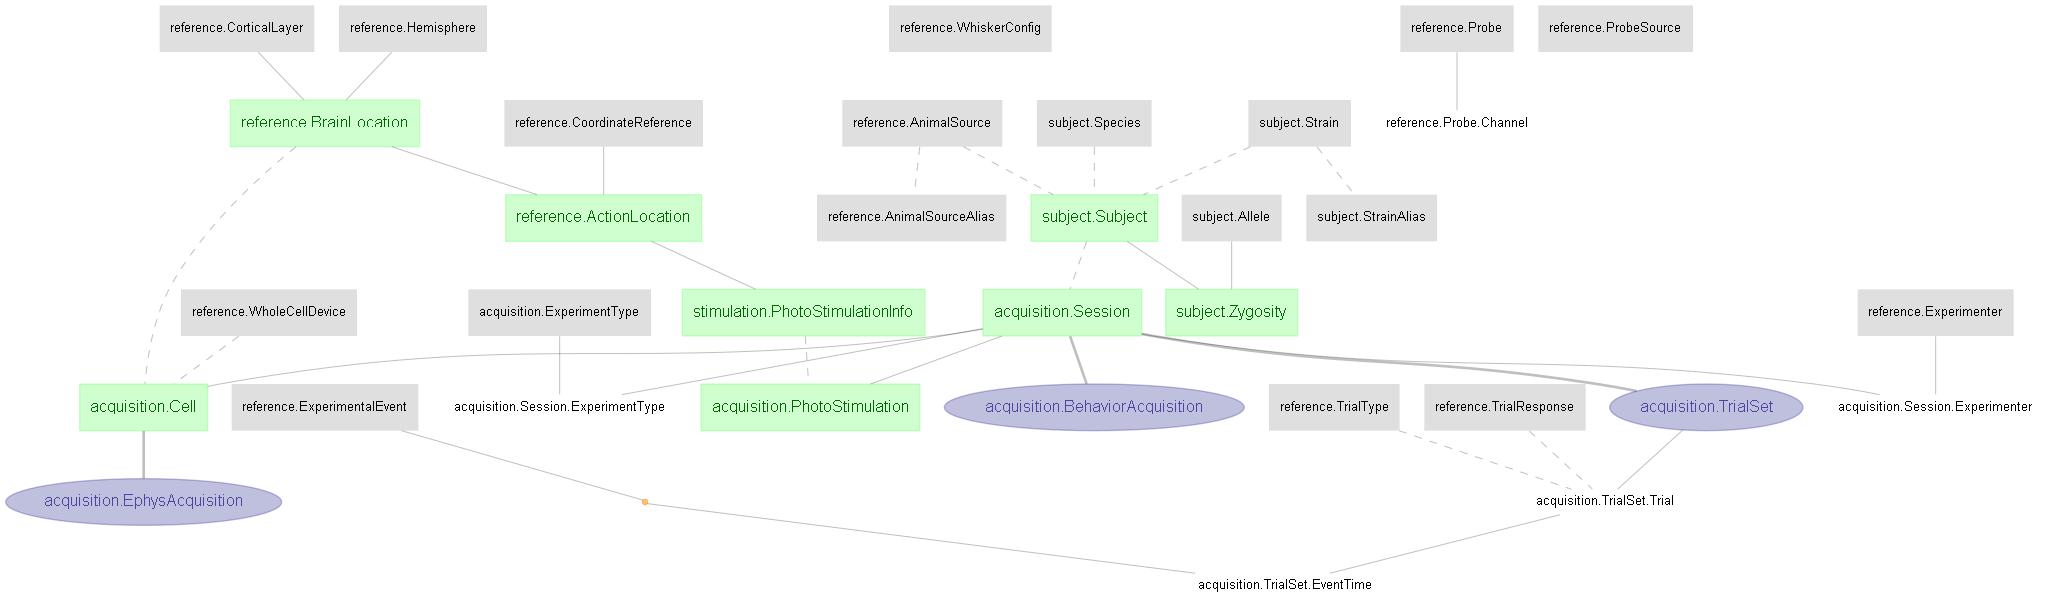 reference.CorticalLayer
reference.Hemisphere
reference.WhiskerConfig
reference.Probe
reference.ProbeSource
reference.BrainLocation
reference.CoordinateReference
reference.AnimalSource
subject.Species
subject.Strain
reference.Probe.Channel
reference.ActionLocation
reference.AnimalSourceAlias
subject.Subject
subject.Allele
subject.StrainAlias
reference.WholeCellDevice
acquisition.ExperimentType
stimulation.PhotoStimulationInfo
acquisition.Session
subject.Zygosity
reference.Experimenter
acquisition.Cell
reference.ExperimentalEvent
acquisition.Session.ExperimentType
acquisition.PhotoStimulation
acquisition.BehaviorAcquisition
reference.TrialType
reference.TrialResponse
acquisition.TrialSet
acquisition.Session.Experimenter
acquisition.EphysAcquisition
acquisition.TrialSet.Trial
acquisition.TrialSet.EventTime